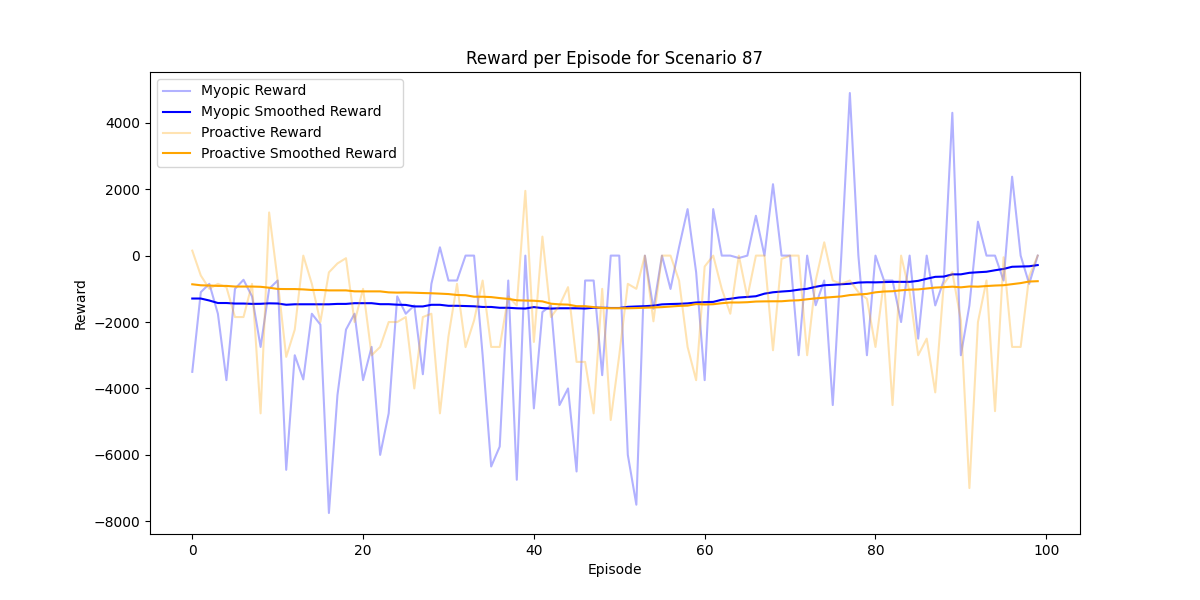 Reward per Episode for Scenario 87
Myopic Reward
Myopic Smoothed Reward
Proactive Reward
Proactive Smoothed Reward
4000
2000
0
−2000
−4000
−6000
−8000
Reward
0 20 40 60 80 100
Episode